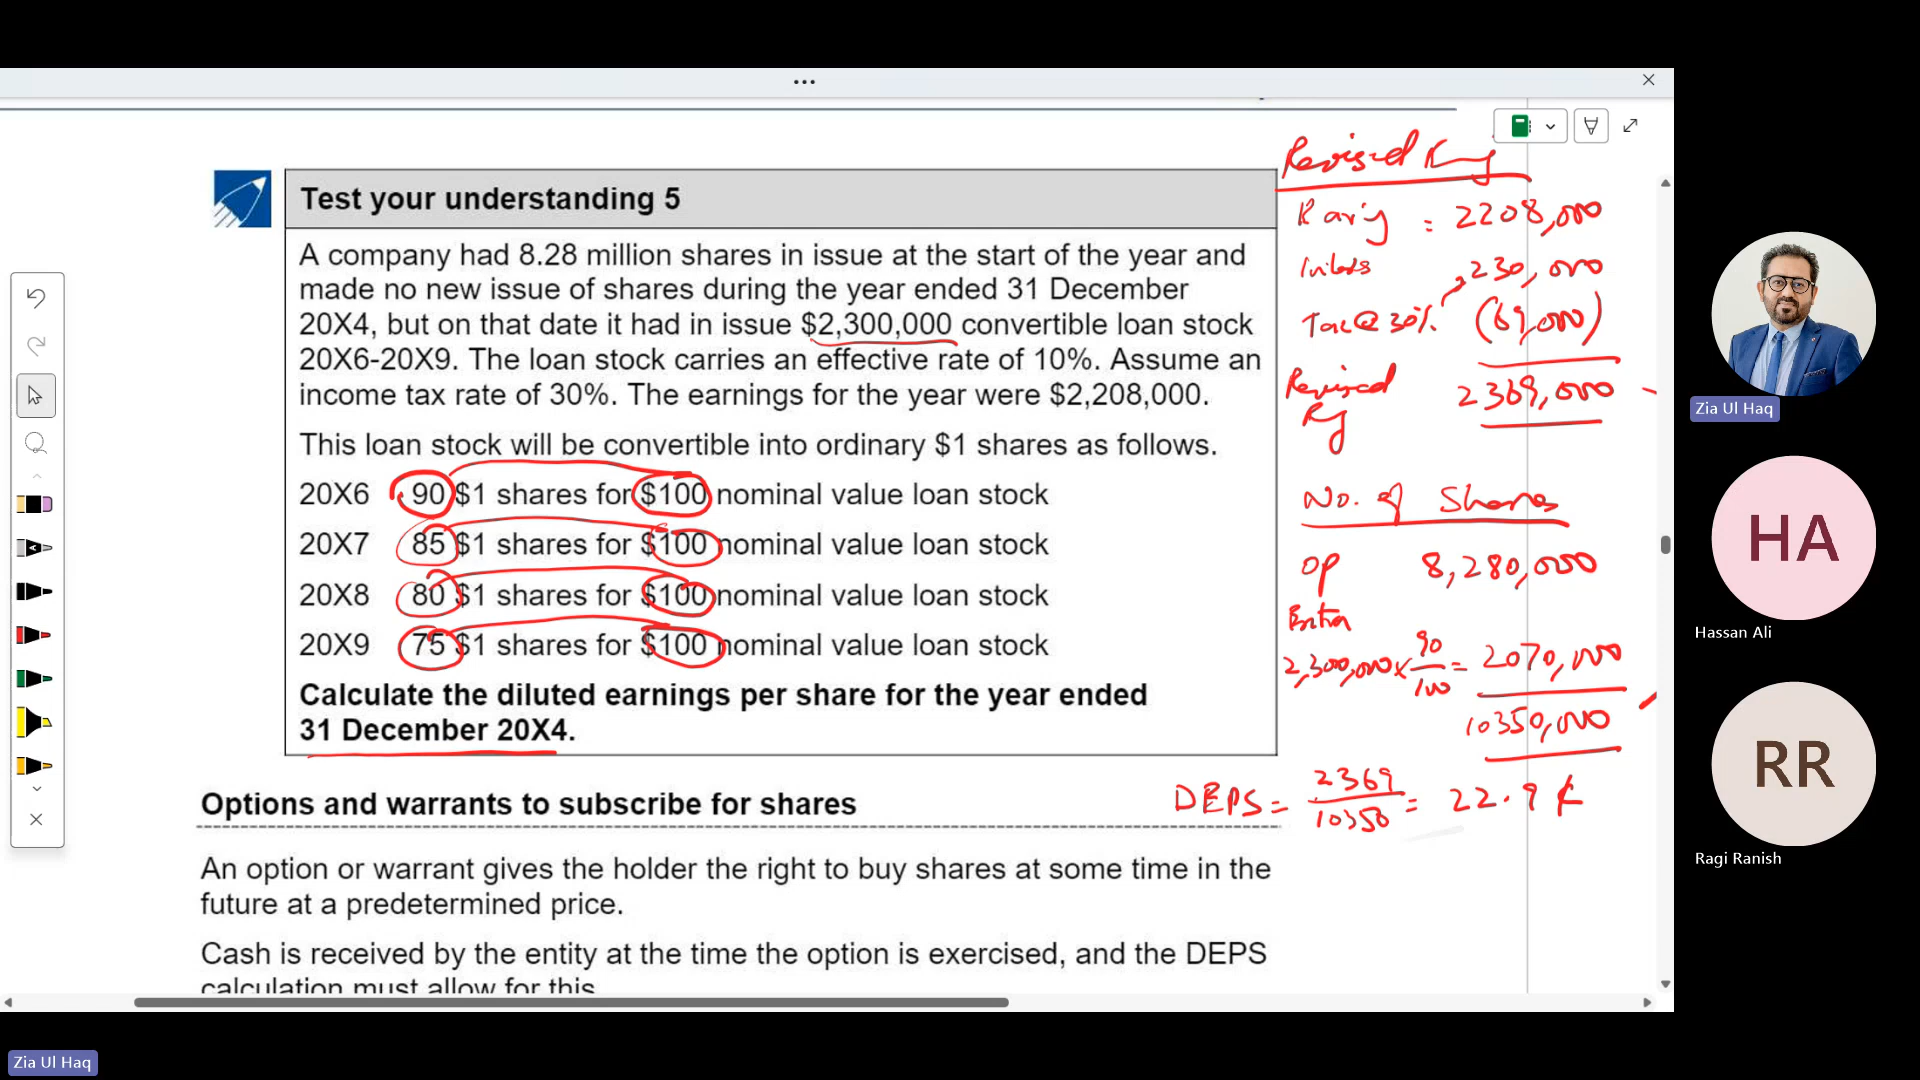 Test your understanding 5
A company had 8.28 million shares in issue at the start of the year and
made no new issue of shares during the year ended 31 December
20X4, but on that date it had in issue $2,300,000 convertible loan stock
20X6-20X9. The loan stock carries an effective rate of 10%. Assume an
income tax rate of 30%. The earnings for the year were $2,208,000.
This loan stock will be convertible into ordinary $1 shares as follows.
20X6 90 $1 shares for $100 nominal value loan stock
20X7 85 $1 shares for $100 nominal value loan stock
20X8 80 $1 shares for $100 nominal value loan stock
20X9 75 $1 shares for $100 nominal value loan stock
Calculate the diluted earnings per share for the year ended
31 December 20X4.
Options and warrants to subscribe for shares
An option or warrant gives the holder the right to buy shares at some time in the
future at a predetermined price.
Cash is received by the entity at the time the option is exercised, and the DEPS
calculation must allow for this
Revised
= 2208,000
230,000
Tax @ 30% (69,000)
Revised 2369,000
No. of Shares
OP 8,280,000
2,300,000 x 90/100 = 2070,000
10350,000
DEPS = 2369/10350 = 22.9 ¢
Zia Ul Haq
HA
Hassan Ali
RR
Ragi Ranish
Zia Ul Haq